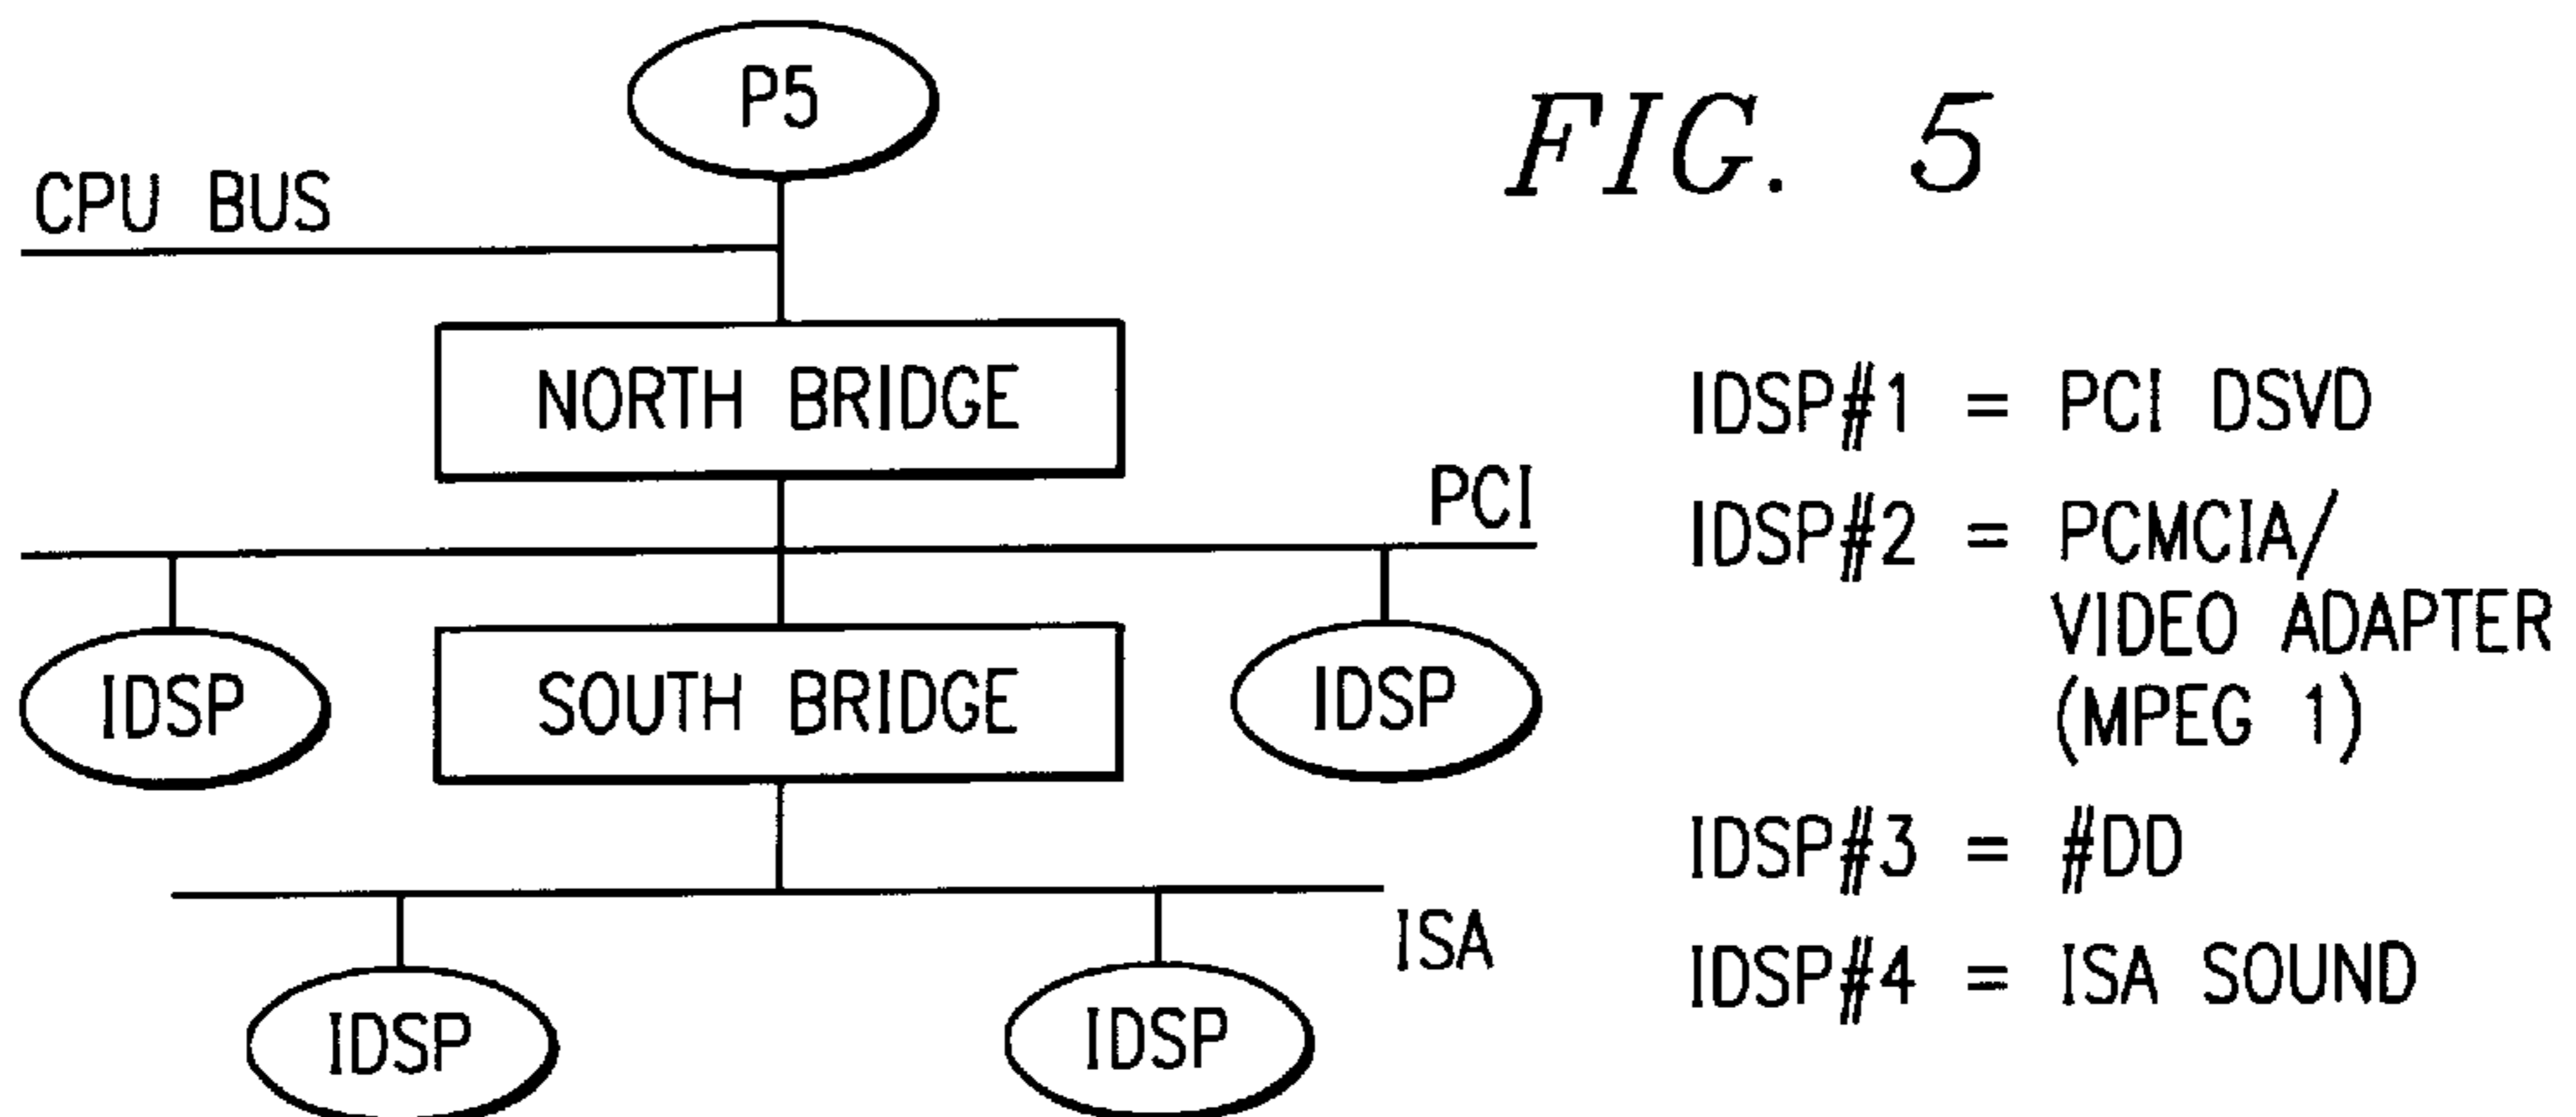 P5
FIG. 5
CPU BUS
NORTH BRIDGE
PCI
IDSP
SOUTH BRIDGE
IDSP
ISA
IDSP
IDSP
IDSP#1 = PCI DSVD
IDSP#2 = PCMCIA/
VIDEO ADAPTER
(MPEG 1)
IDSP#3 = #DD
IDSP#4 = ISA SOUND